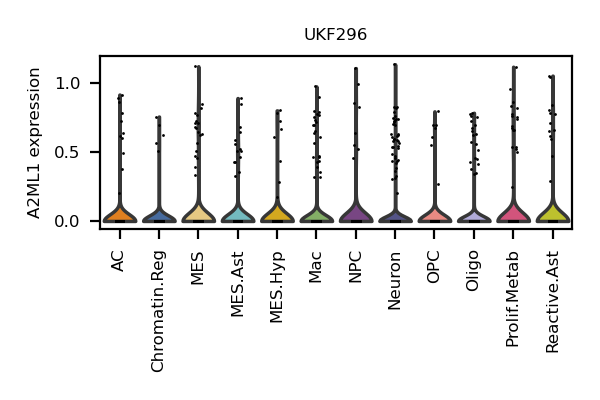 UKF296
A2ML1 expression
1.0
0.5
0.0
AC
Chromatin.Reg
MES
MES.Ast
MES.Hyp
Mac
NPC
Neuron
OPC
Oligo
Prolif.Metab
Reactive.Ast